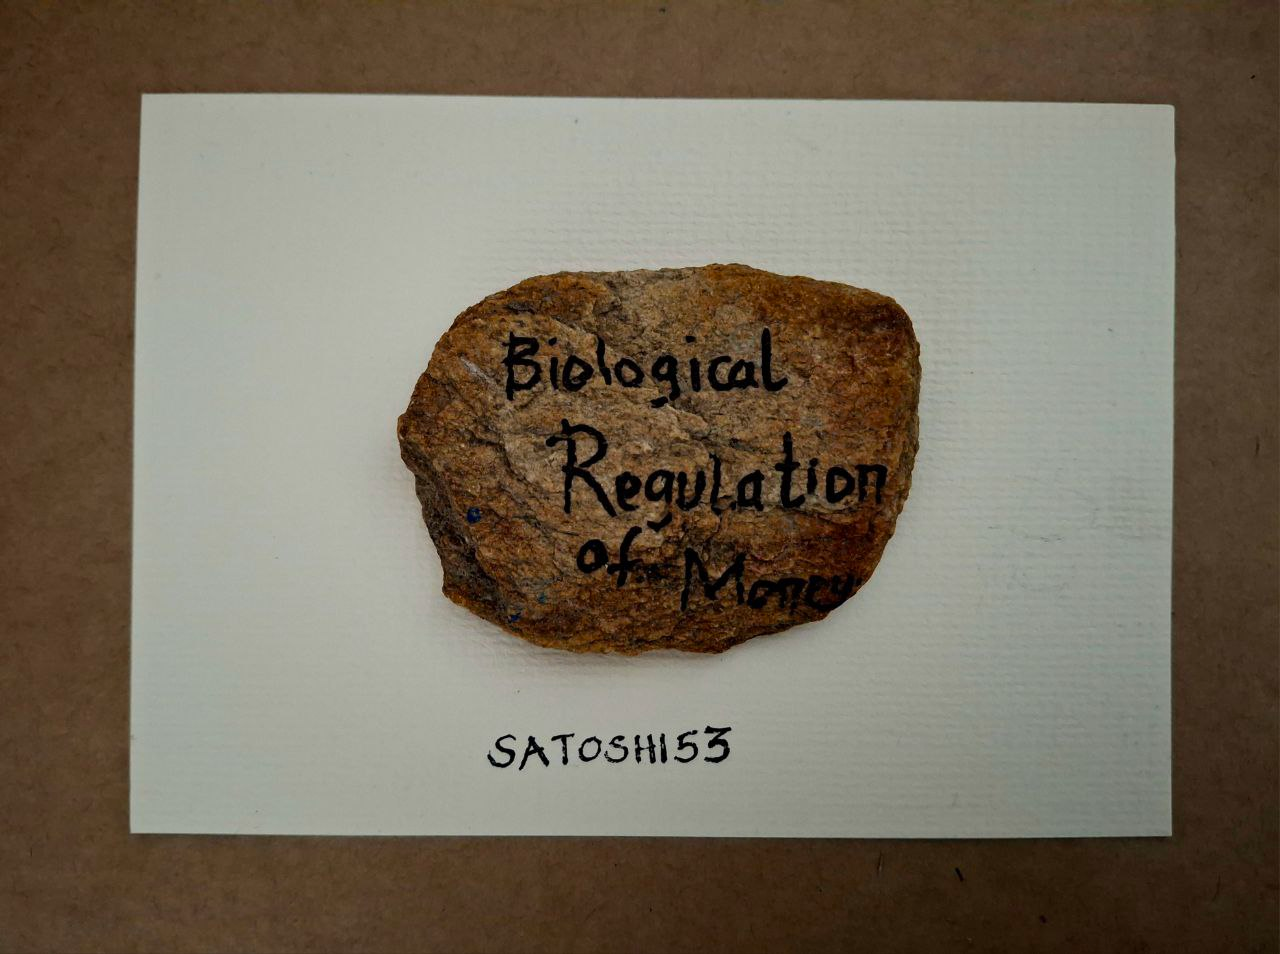 Biological
Regulation
of Money
SATOSHI53